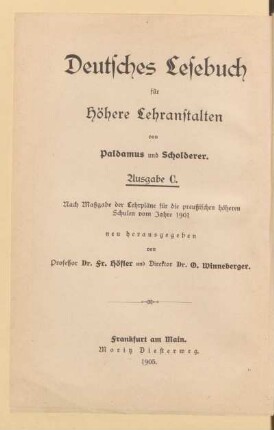 Deutsches Lesebuch
für
Höhere Lehranstalten
von
Paldamus und Scholderer.
Ausgabe C.
Nach Maßgabe der Lehrpläne für die preußischen höheren
Schulen vom Jahre 1901
neu herausgegeben
von
Professor Dr. Fr. Höfler und Direktor Dr. O. Winneberger.
Frankfurt am Main.
Moritz Diesterweg.
1905.